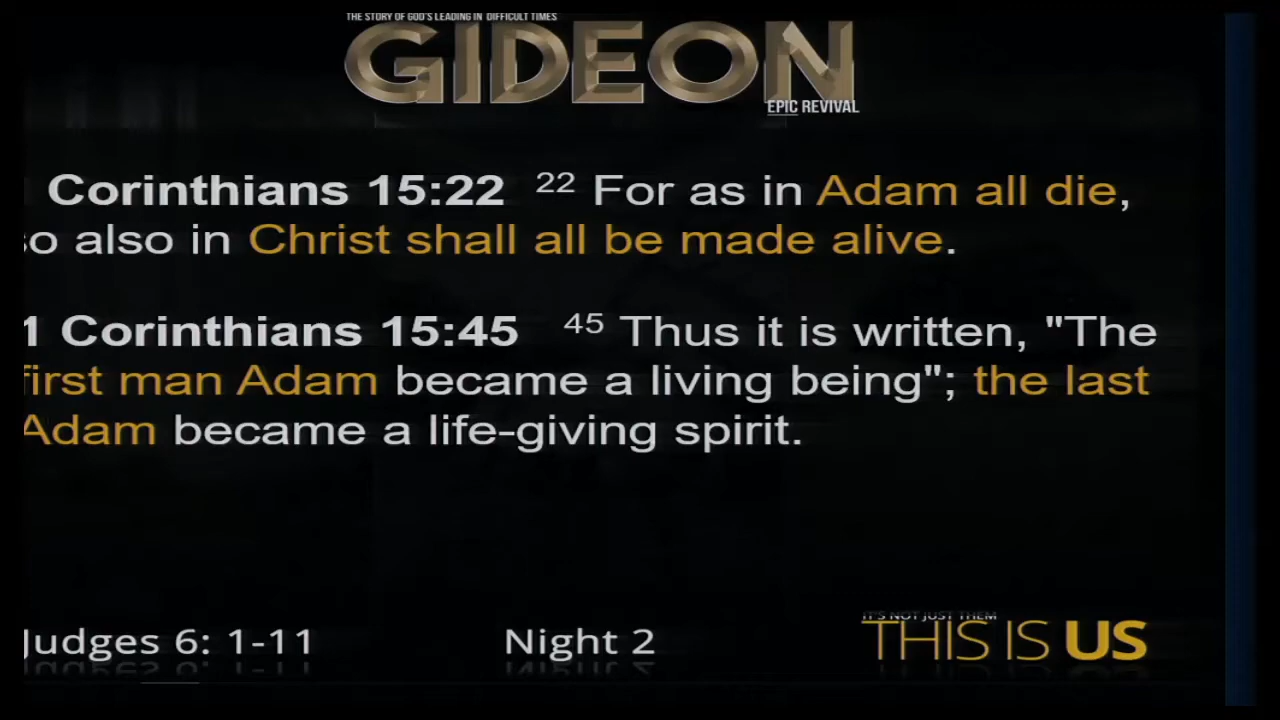 THE STORY OF GOD'S LEADING IN DIFFICULT TIMES
GIDEON
EPIC REVIVAL
Corinthians 15:22 22 For as in Adam all die,
so also in Christ shall all be made alive.
1 Corinthians 15:45 45 Thus it is written, "The
first man Adam became a living being"; the last
Adam became a life-giving spirit.
Judges 6: 1-11
Night 2
IT'S NOT JUST THEM
THIS IS US